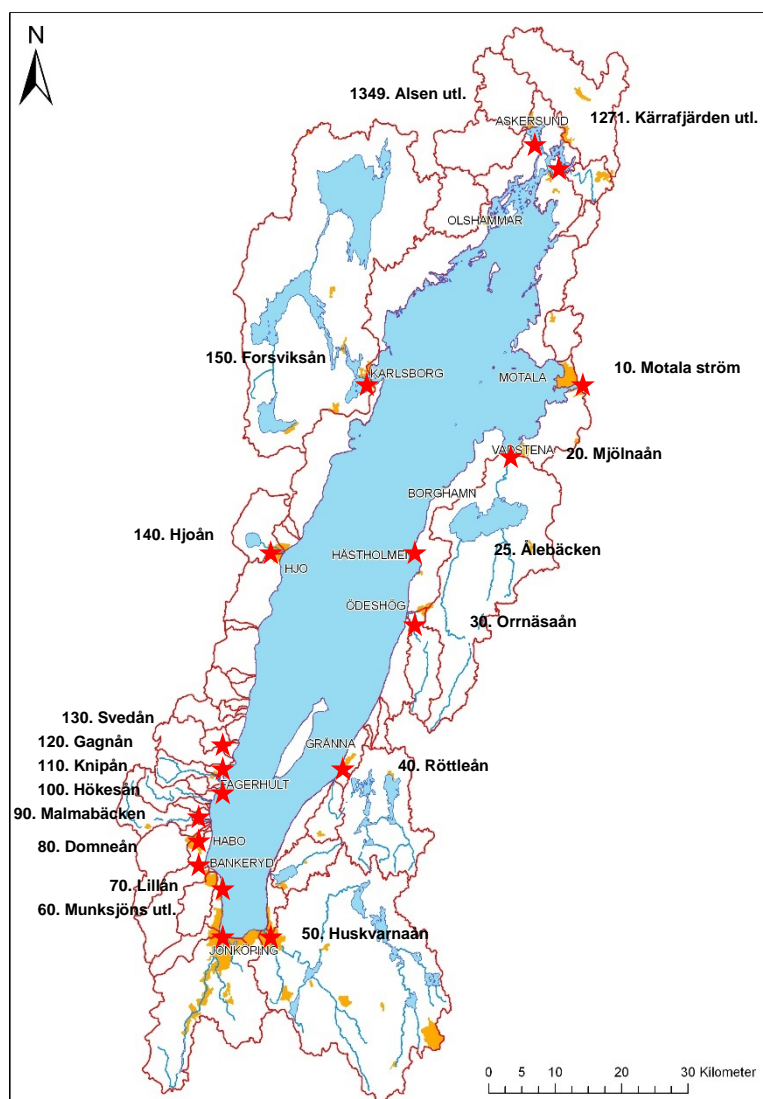 N
1349. Alsen utl.
ASKERSUND
1271. Kärrafjärden utl.
OLSHAMMAR
150. Forsviksån
KARLSBORG
MOTALA
10. Motala ström
VADSTENA
20. Mjölnaån
BORGHAMN
140. Hjoån
HÄSTHOLMEN
25. Ålebäcken
HJO
ÖDESHÖG
30. Orrnäsaån
130. Svedån
120. Gagnån
GRÄNNA
110. Knipån
40. Röttleån
FAGERHULT
100. Hökesån
90. Malmabäcken
HABO
80. Domneån
BANKERYD
70. Lillån
60. Munksjöns utl.
50. Huskvarnaån
JÖNKÖPING
0 5 10 20 30 Kilometer